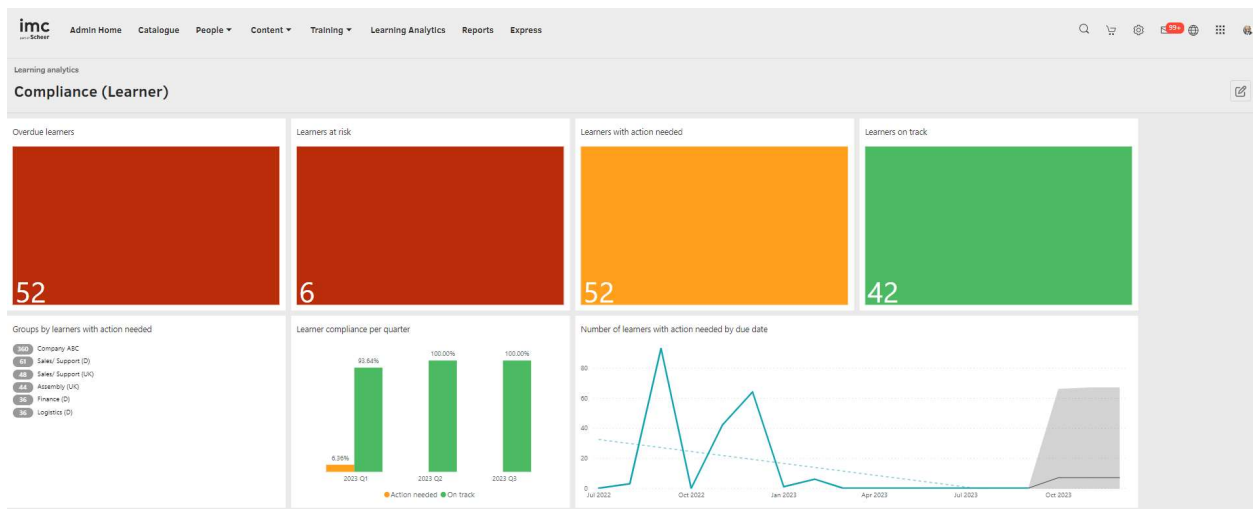 imc
Scheer
Admin Home Catalogue People Content Training Learning Analytics Reports Express
99+
Learning analytics
Compliance (Learner)
Overdue learners
52
Learners at risk
6
Learners with action needed
52
Learners on track
42
Groups by learners with action needed
360 Company ABC
61 Sales/ Support (D)
48 Sales/ Support (UK)
44 Assembly (UK)
36 Finance (D)
36 Logistics (D)
Learner compliance per quarter
93.64%
100.00%
100.00%
6.36%
2023 Q1 2023 Q2 2023 Q3
Action needed On track
Number of learners with action needed by due date
80
60
40
20
0
Jul 2022 Oct 2022 Jan 2023 Apr 2023 Jul 2023 Oct 2023